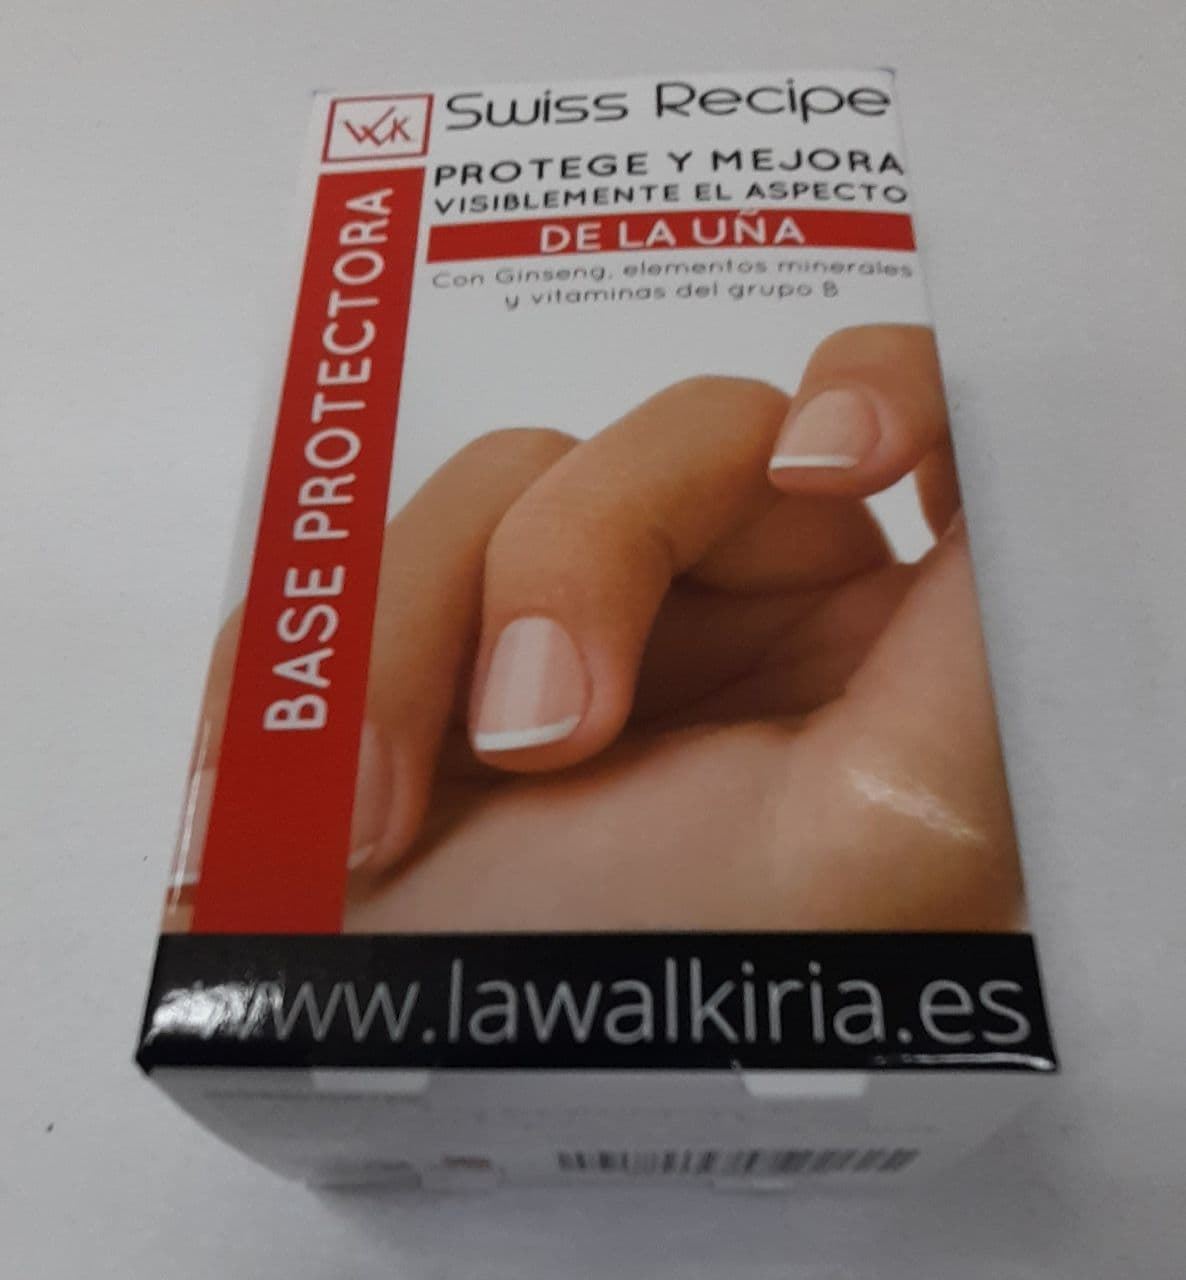 WK
Swiss Recipe
PROTEGE Y MEJORA
VISIBLEMENTE EL ASPECTO
DE LA UÑA
Con Ginseng, elementos minerales
y vitaminas del grupo B
BASE PROTECTORA
www.lawalkiria.es